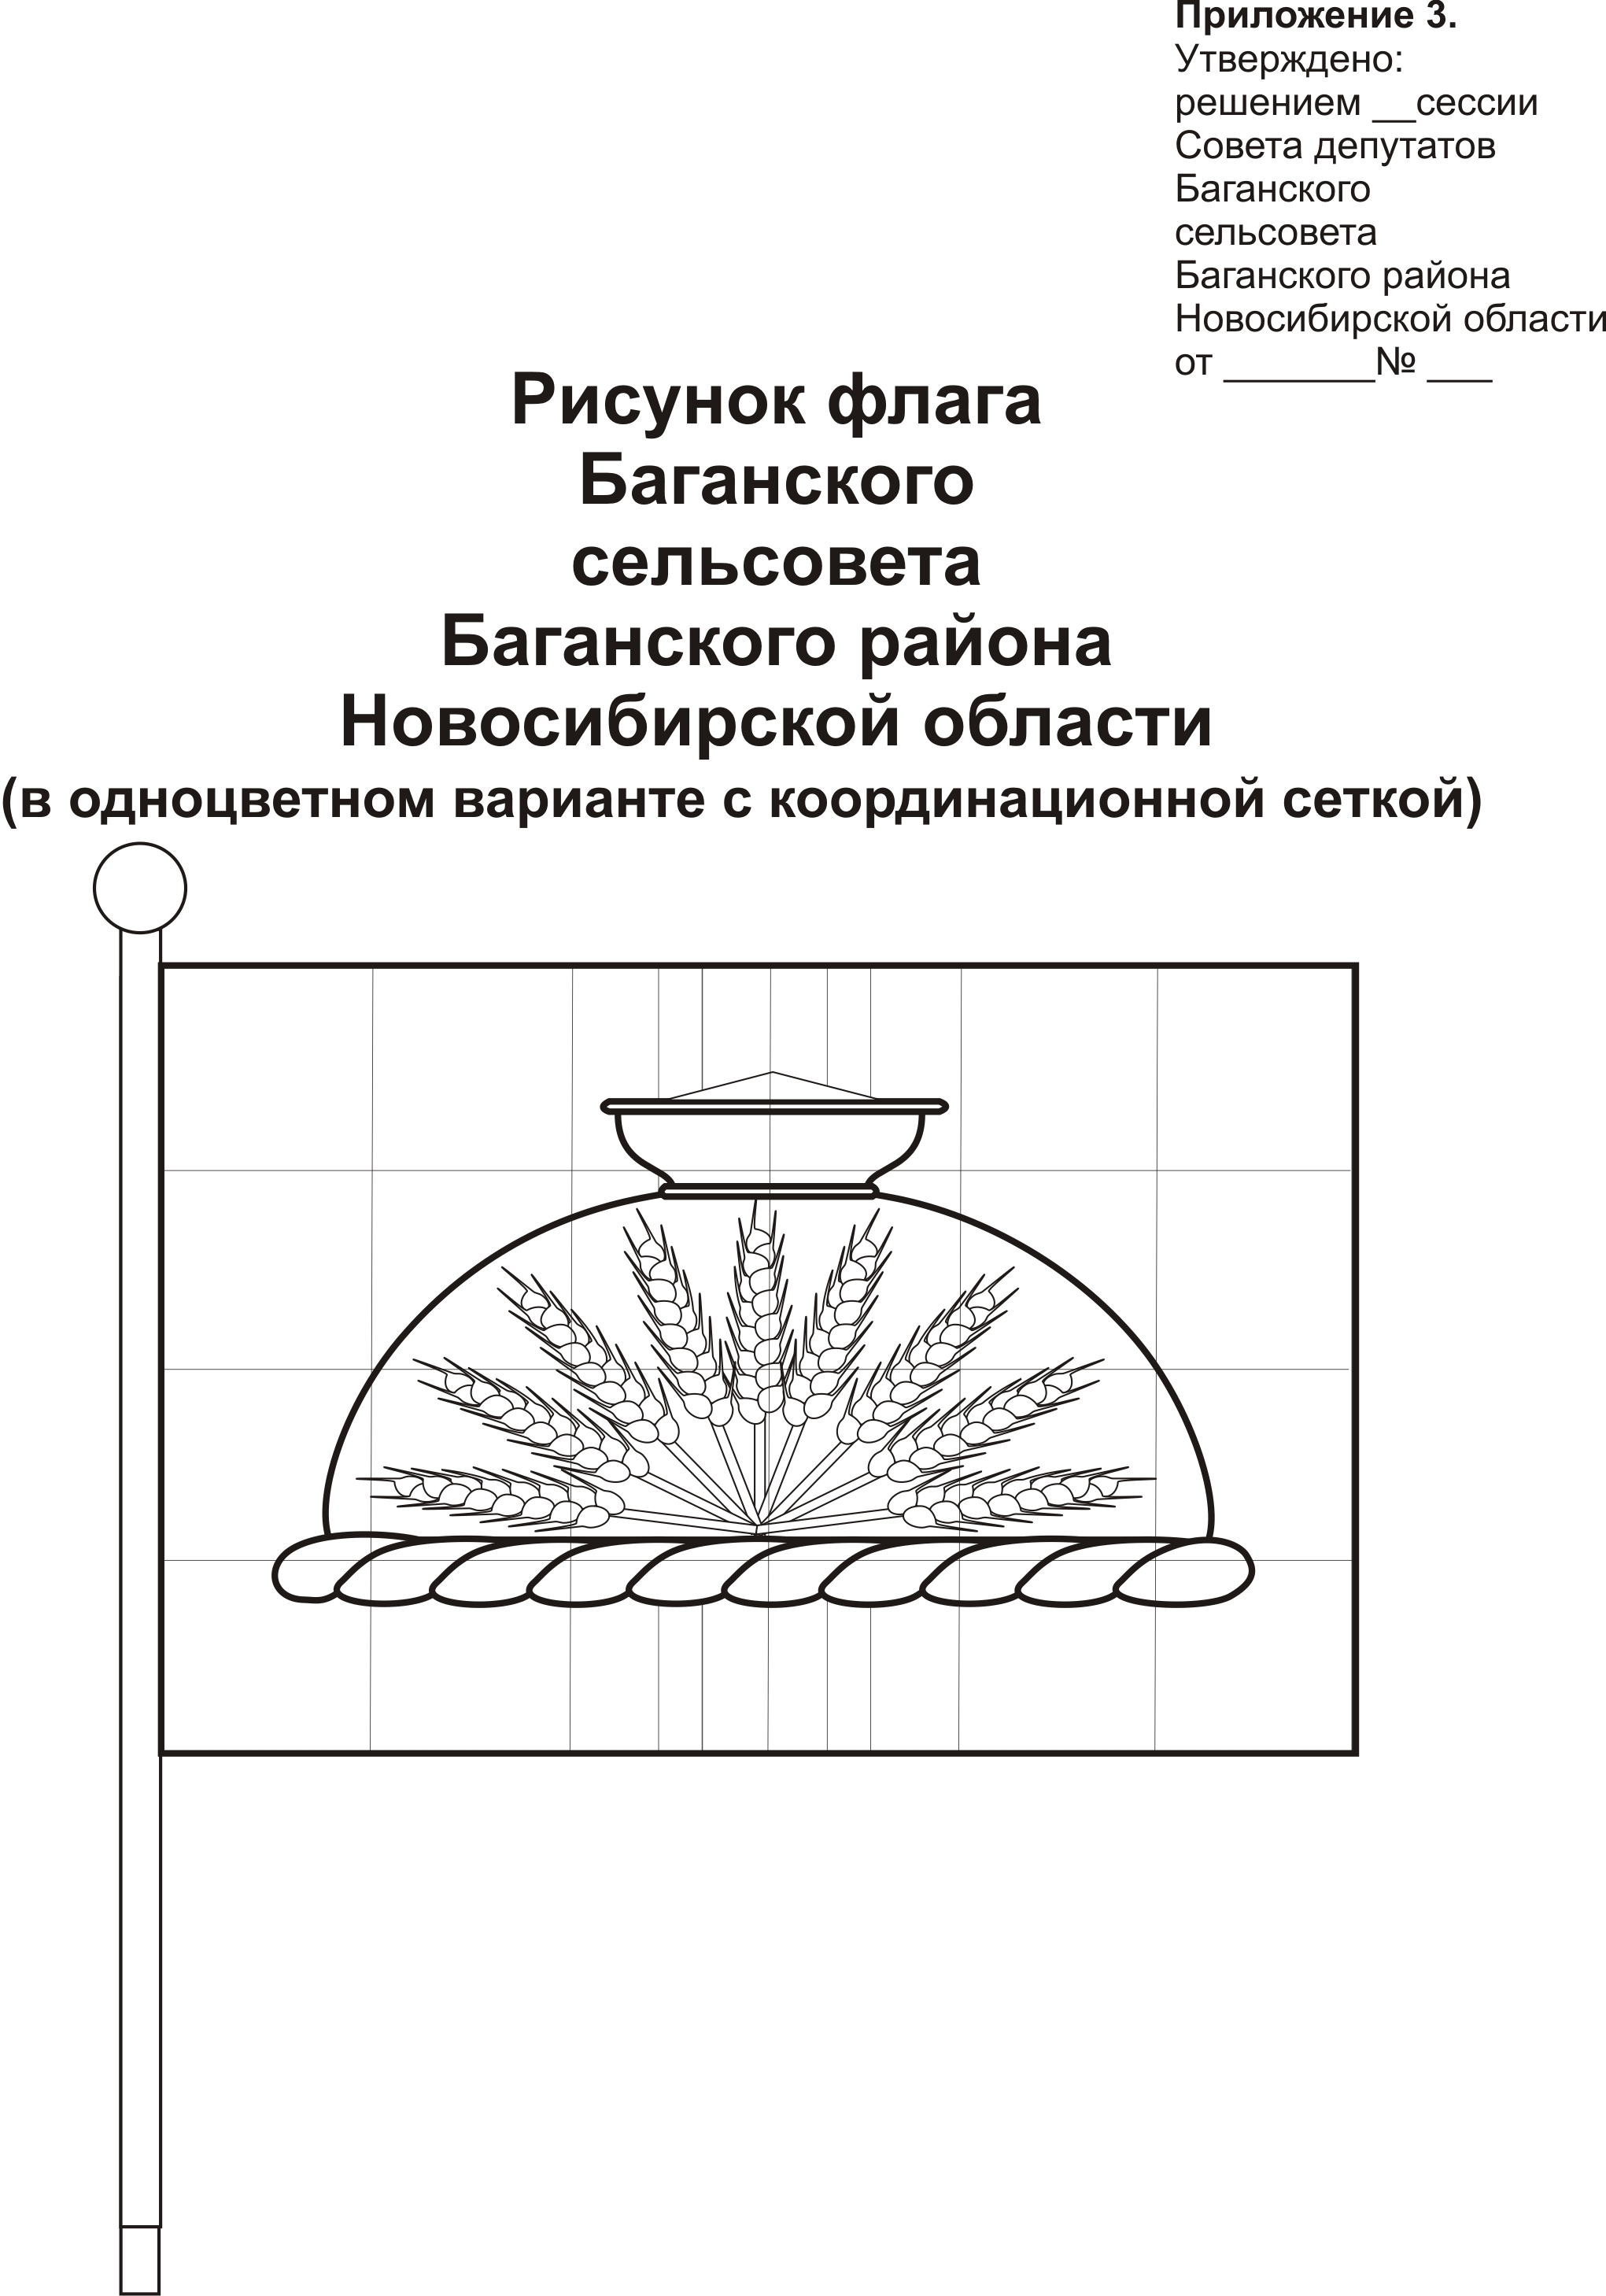 Приложение 3.
Утверждено:
решением __сессии
Совета депутатов
Баганского
сельсовета
Баганского района
Новосибирской области
от _______№ ___
Рисунок флага
Баганского
сельсовета
Баганского района
Новосибирской области
(в одноцветном варианте с координационной сеткой)